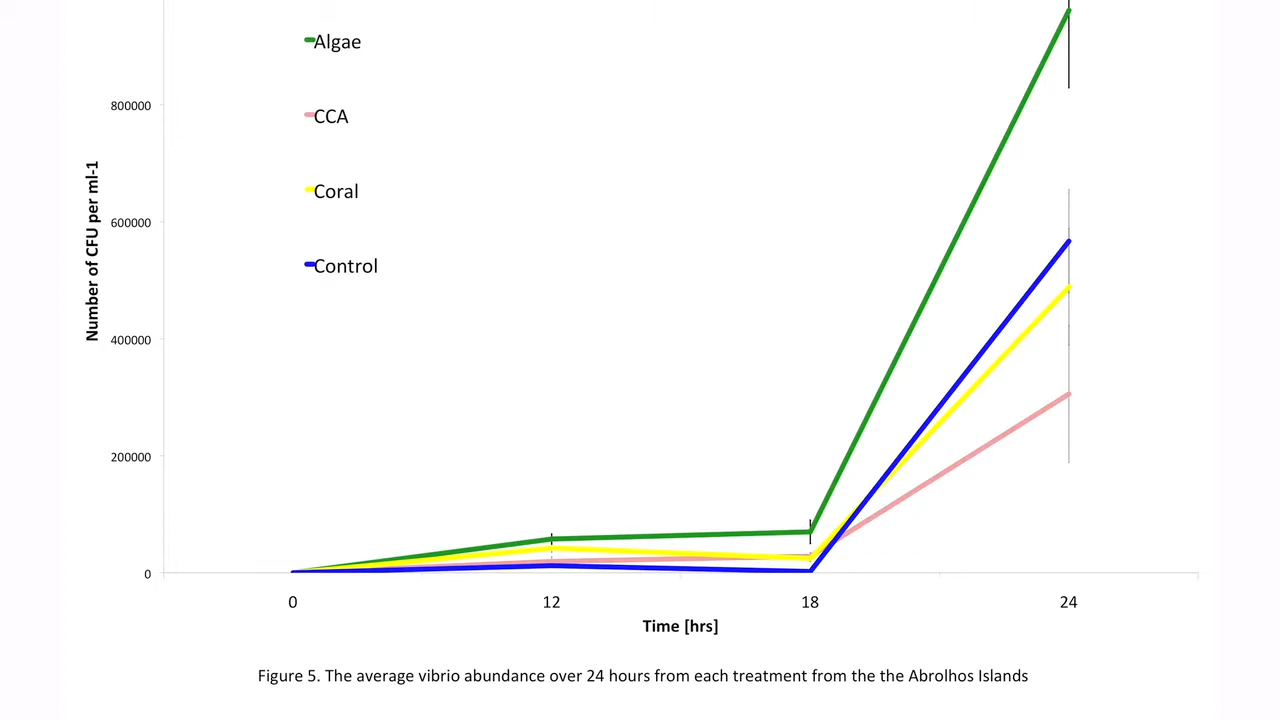 Algae
CCA
Coral
Control
800000
600000
400000
200000
0
Number of CFU per ml-1
0 12 18 24
Time [hrs]
Figure 5. The average vibrio abundance over 24 hours from each treatment from the the Abrolhos Islands